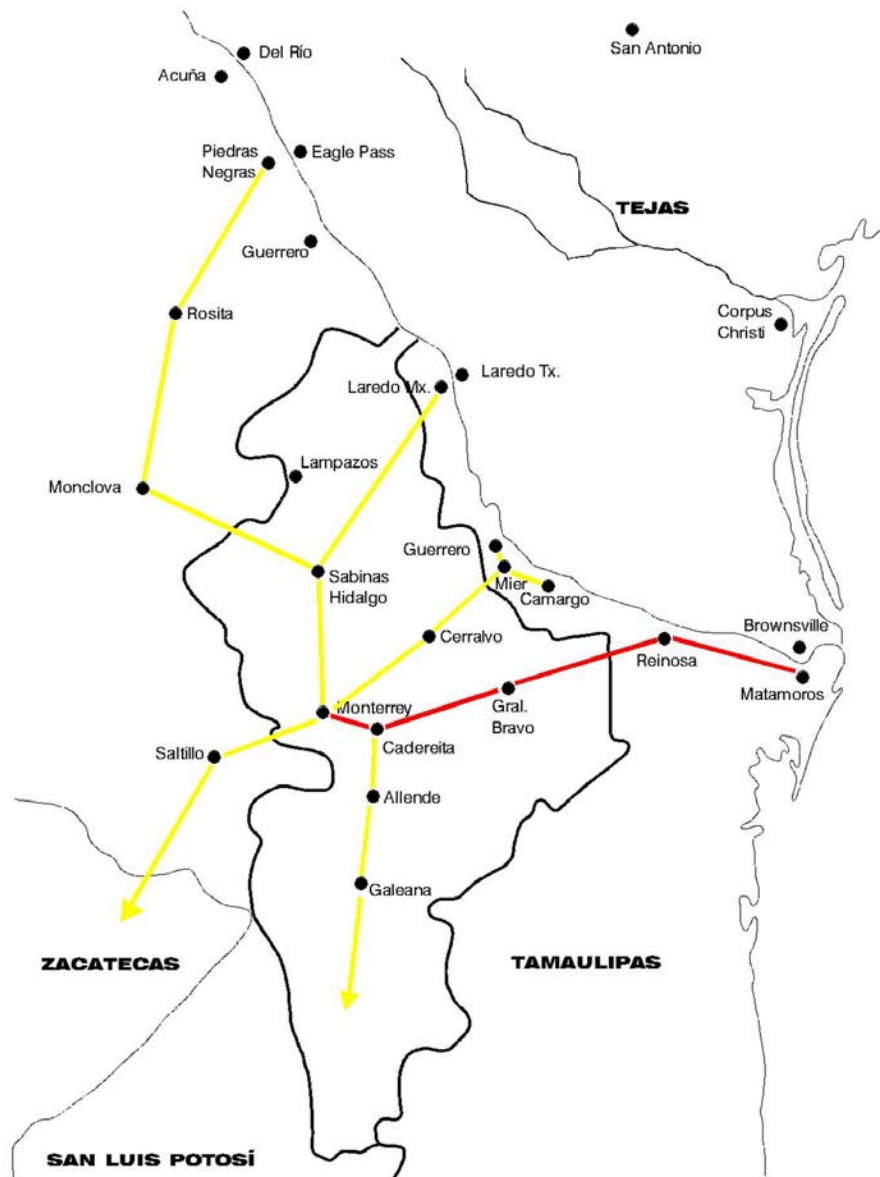 Del Río
San Antonio
Acuña
Piedras
Negras
Eagle Pass
TEJAS
Guerrero
Rosita
Corpus
Christi
Laredo Tx.
Laredo Mx.
Lampazos
Monclova
Guerrero
Sabinas
Hidalgo
Mier
Camargo
Cerralvo
Brownsville
Reinosa
Matamoros
Monterrey
Gral.
Bravo
Cadereita
Saltillo
Allende
Galeana
ZACATECAS
TAMAULIPAS
SAN LUIS POTOSÍ